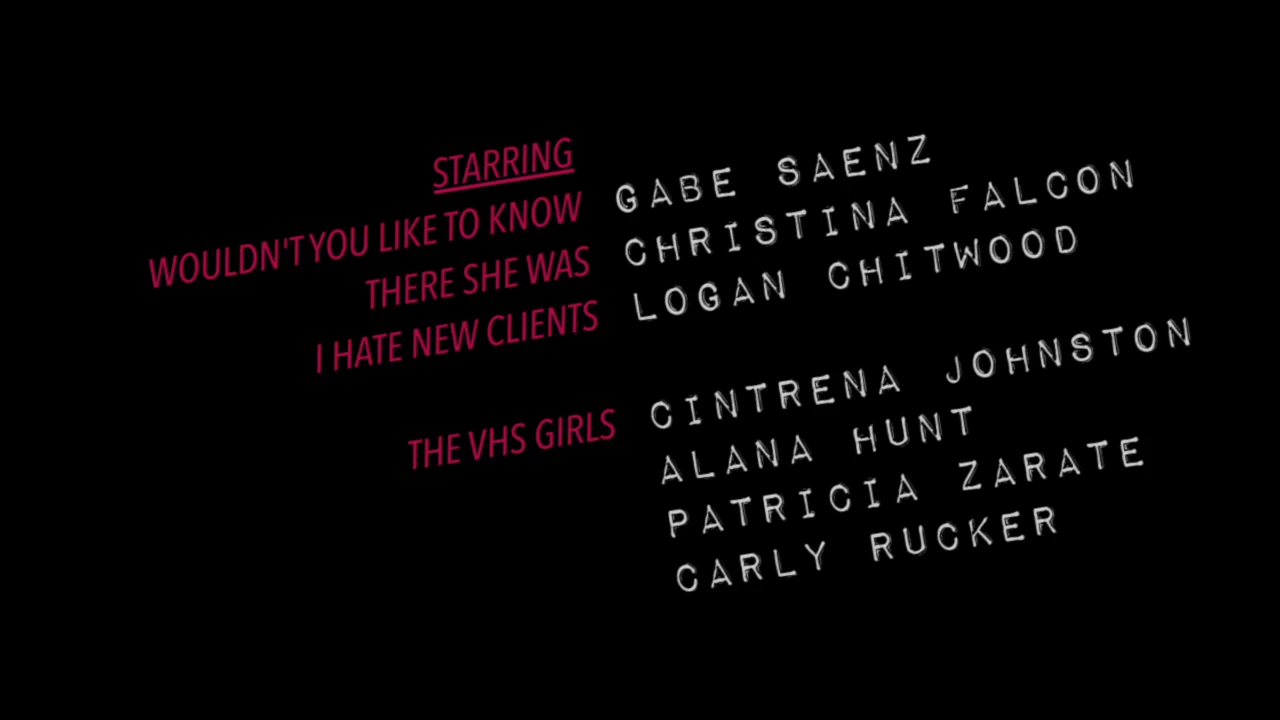 STARRING
WOULDN'T YOU LIKE TO KNOW GABE SAENZ
THERE SHE WAS CHRISTINA FALCON
I HATE NEW CLIENTS LOGAN CHITWOOD
THE VHS GIRLS CINTRENA JOHNSTON
ALANA HUNT
PATRICIA ZARATE
CARLY RUCKER